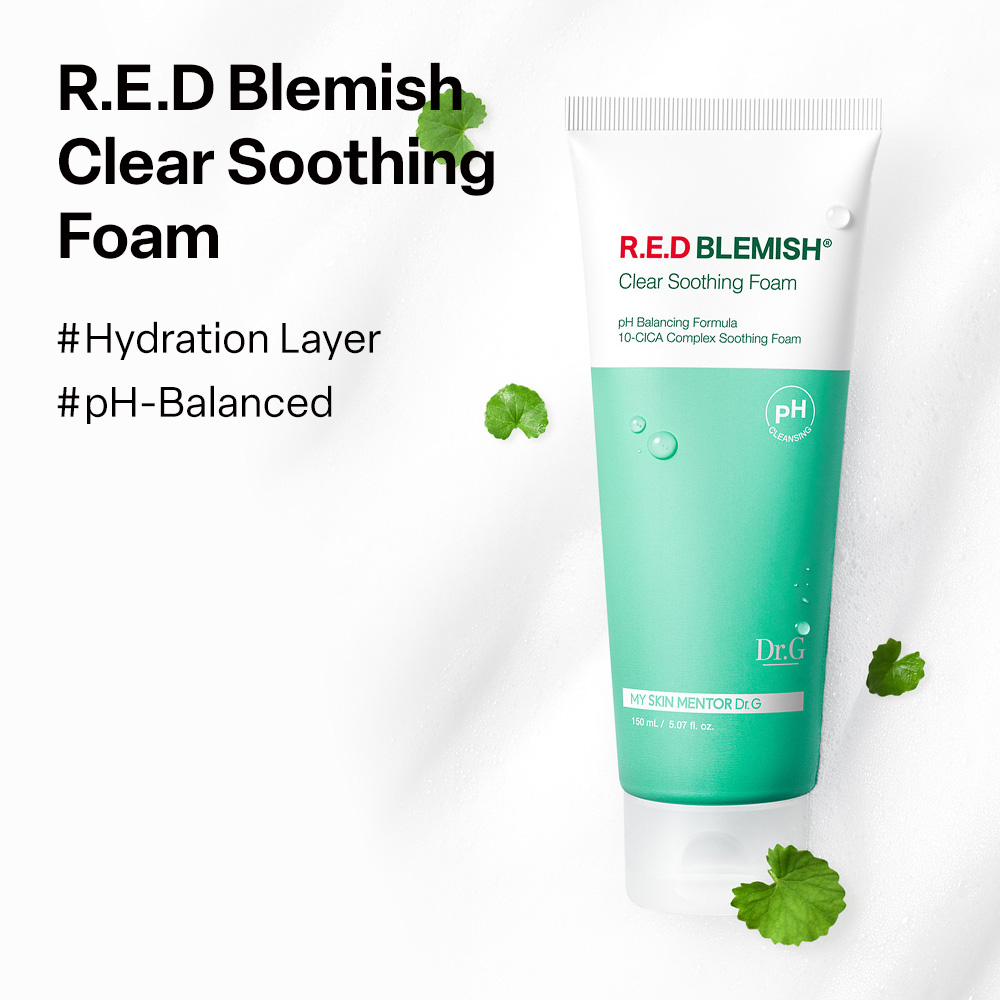 R.E.D Blemish
Clear Soothing
Foam
#Hydration Layer
#pH-Balanced
R.E.D BLEMISH®
Clear Soothing Foam
pH Balancing Formula
10-CICA Complex Soothing Foam
pH
CLEANSING
Dr.G
MY SKIN MENTOR Dr.G
150 mL / 5.07 fl. oz.